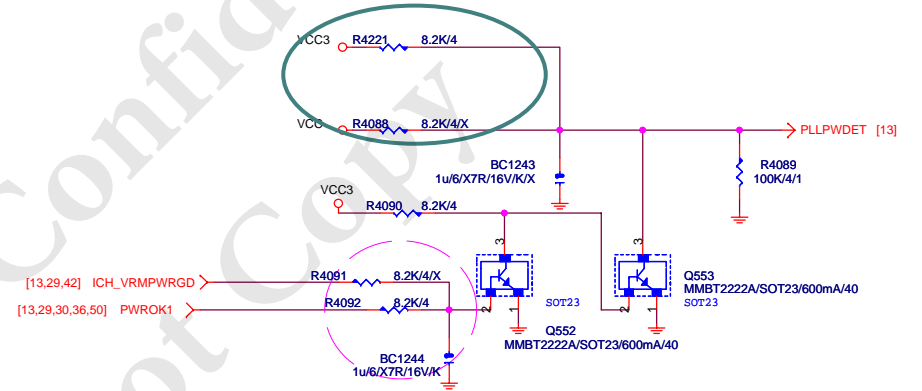 Confid
Copy
ot
VCC3
R4221
8.2K/4
VCC
R4088
8.2K/4/X
PLLPWDET [13]
BC1243
1u/6/X7R/16V/K/X
R4089
100K/4/1
VCC3
R4090
8.2K/4
3
3
[13,29,42] ICH_VRMPWRGD
R4091
8.2K/4/X
Q553
MMBT2222A/SOT23/600mA/40
SOT23
SOT23
[13,29,30,36,50] PWROK1
R4092
8.2K/4
2
1
2
1
Q552
MMBT2222A/SOT23/600mA/40
BC1244
1u/6/X7R/16V/K